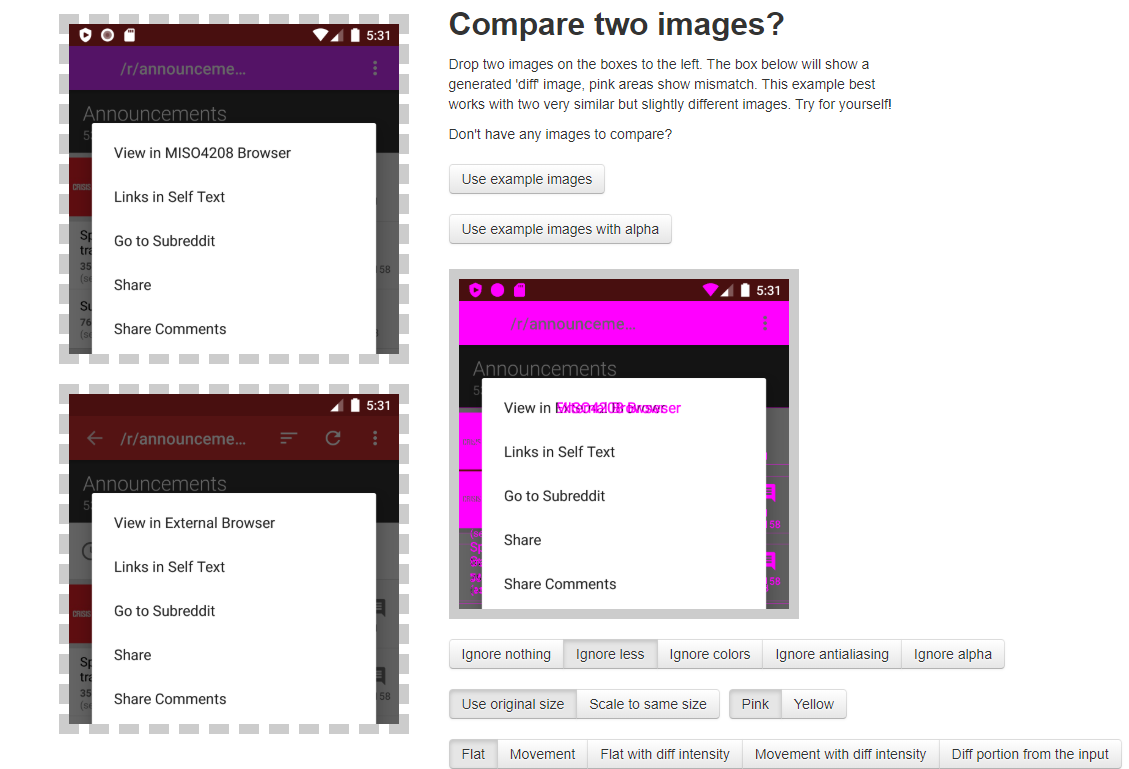 5:31
/r/announceme...
Announcements
View in MISO4208 Browser
Links in Self Text
Go to Subreddit
Share
Share Comments
5:31
/r/announceme...
Announcements
View in External Browser
Links in Self Text
Go to Subreddit
Share
Share Comments
Compare two images?
Drop two images on the boxes to the left. The box below will show a
generated 'diff' image, pink areas show mismatch. This example best
works with two very similar but slightly different images. Try for yourself!
Don't have any images to compare?
Use example images
Use example images with alpha
5:31
/r/announceme...
Announcements
View in
Links in Self Text
Go to Subreddit
Share
Share Comments
Ignore nothing Ignore less Ignore colors Ignore antialiasing Ignore alpha
Use original size Scale to same size Pink Yellow
Flat Movement Flat with diff intensity Movement with diff intensity Diff portion from the input